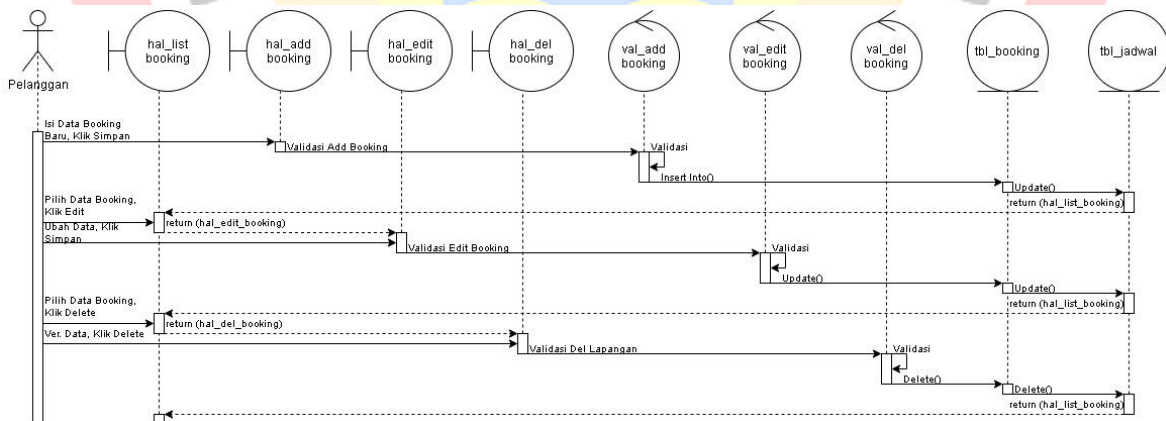 Pelanggan
hal_list
booking
hal_add
booking
hal_edit
booking
hal_del
booking
val_add
booking
val_edit
booking
val_del
booking
tbl_booking
tbl_jadwal
Isi Data Booking
Baru, Klik Simpan
Validasi Add Booking
Validasi
Insert Into()
Update()
return (hal_list_booking)
Pilih Data Booking,
Klik Edit
return (hal_edit_booking)
Ubah Data, Klik
Simpan
Validasi Edit Booking
Validasi
Update()
Update()
return (hal_list_booking)
Pilih Data Booking,
Klik Delete
return (hal_del_booking)
Ver. Data, Klik Delete
Validasi Del Lapangan
Validasi
Delete()
Delete()
return (hal_list_booking)